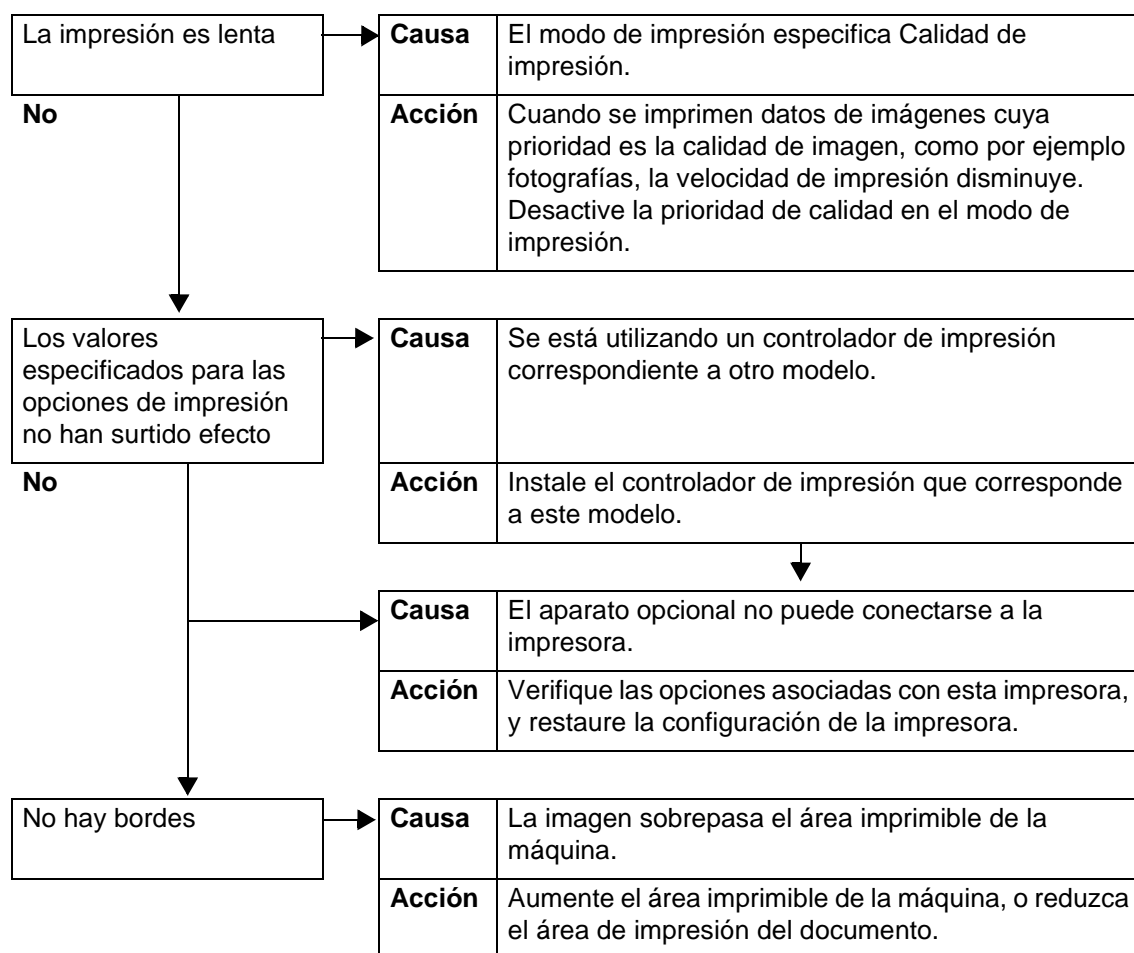 La impresión es lenta
Causa
El modo de impresión especifica Calidad de
impresión.
No
Acción
Cuando se imprimen datos de imágenes cuya
prioridad es la calidad de imagen, como por ejemplo
fotografías, la velocidad de impresión disminuye.
Desactive la prioridad de calidad en el modo de
impresión.
Los valores
especificados para las
opciones de impresión
no han surtido efecto
Causa
Se está utilizando un controlador de impresión
correspondiente a otro modelo.
No
Acción
Instale el controlador de impresión que corresponde
a este modelo.
Causa
El aparato opcional no puede conectarse a la
impresora.
Acción
Verifique las opciones asociadas con esta impresora,
y restaure la configuración de la impresora.
No hay bordes
Causa
La imagen sobrepasa el área imprimible de la
máquina.
Acción
Aumente el área imprimible de la máquina, o reduzca
el área de impresión del documento.